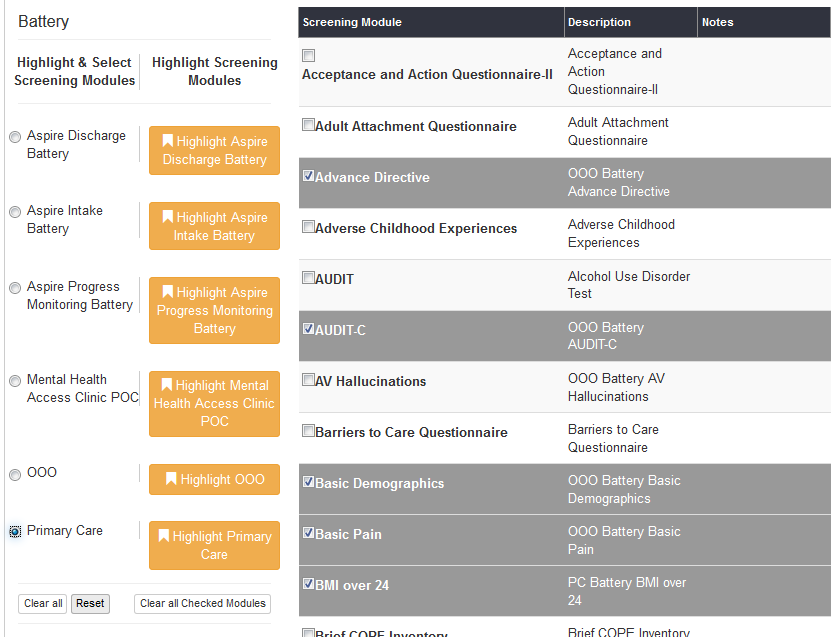 Battery
Highlight & Select
Screening Modules
Highlight Screening
Modules
Aspire Discharge
Battery
Highlight Aspire
Discharge Battery
Aspire Intake
Battery
Highlight Aspire
Intake Battery
Aspire Progress
Monitoring Battery
Highlight Aspire
Progress Monitoring
Battery
Mental Health
Access Clinic POC
Highlight Mental
Health Access Clinic
POC
OOO
Highlight OOO
Primary Care
Highlight Primary
Care
Clear all
Reset
Clear all Checked Modules
Screening Module
Description
Notes
Acceptance and Action Questionnaire-II
Acceptance and
Action
Questionnaire-II
Adult Attachment Questionnaire
Adult Attachment
Questionnaire
Advance Directive
OOO Battery
Advance Directive
Adverse Childhood Experiences
Adverse Childhood
Experiences
AUDIT
Alcohol Use Disorder
Test
AUDIT-C
OOO Battery
AUDIT-C
AV Hallucinations
OOO Battery AV
Hallucinations
Barriers to Care Questionnaire
Barriers to Care
Questionnaire
Basic Demographics
OOO Battery Basic
Demographics
Basic Pain
OOO Battery Basic
Pain
BMI over 24
PC Battery BMI over
24
Brief COPE Inventory
Brief COPE Inventory